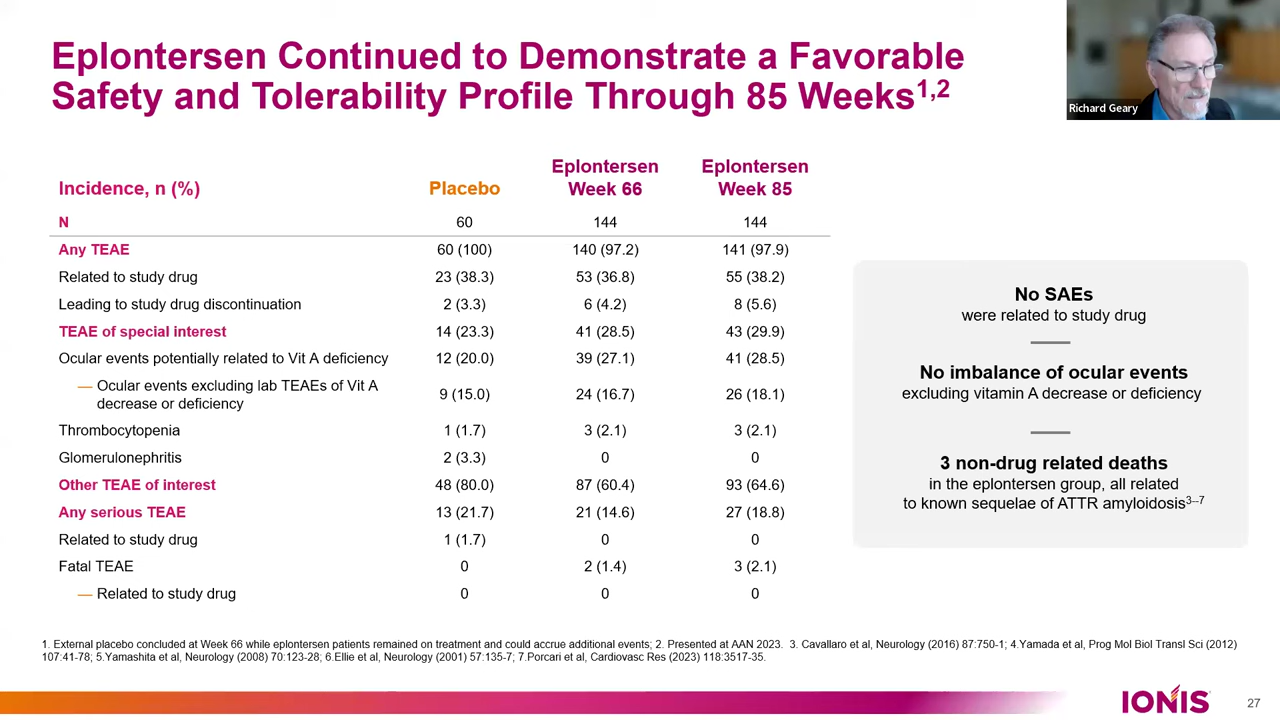 Eplontersen Continued to Demonstrate a Favorable
Safety and Tolerability Profile Through 85 Weeks1,2
Richard Geary
Incidence, n (%) Placebo Eplontersen Week 66 Eplontersen Week 85
N 60 144 144
Any TEAE 60 (100) 140 (97.2) 141 (97.9)
Related to study drug 23 (38.3) 53 (36.8) 55 (38.2)
Leading to study drug discontinuation 2 (3.3) 6 (4.2) 8 (5.6)
TEAE of special interest 14 (23.3) 41 (28.5) 43 (29.9)
Ocular events potentially related to Vit A deficiency 12 (20.0) 39 (27.1) 41 (28.5)
— Ocular events excluding lab TEAEs of Vit A
decrease or deficiency 9 (15.0) 24 (16.7) 26 (18.1)
Thrombocytopenia 1 (1.7) 3 (2.1) 3 (2.1)
Glomerulonephritis 2 (3.3) 0 0
Other TEAE of interest 48 (80.0) 87 (60.4) 93 (64.6)
Any serious TEAE 13 (21.7) 21 (14.6) 27 (18.8)
Related to study drug 1 (1.7) 0 0
Fatal TEAE 0 2 (1.4) 3 (2.1)
— Related to study drug 0 0 0
No SAEs
were related to study drug
No imbalance of ocular events
excluding vitamin A decrease or deficiency
3 non-drug related deaths
in the eplontersen group, all related
to known sequelae of ATTR amyloidosis3--7
1. External placebo concluded at Week 66 while eplontersen patients remained on treatment and could accrue additional events; 2. Presented at AAN 2023. 3. Cavallaro et al, Neurology (2016) 87:750-1; 4.Yamada et al, Prog Mol Biol Transl Sci (2012)
107:41-78; 5.Yamashita et al, Neurology (2008) 70:123-28; 6.Ellie et al, Neurology (2001) 57:135-7; 7.Porcari et al, Cardiovasc Res (2023) 118:3517-35.
IONIS
27